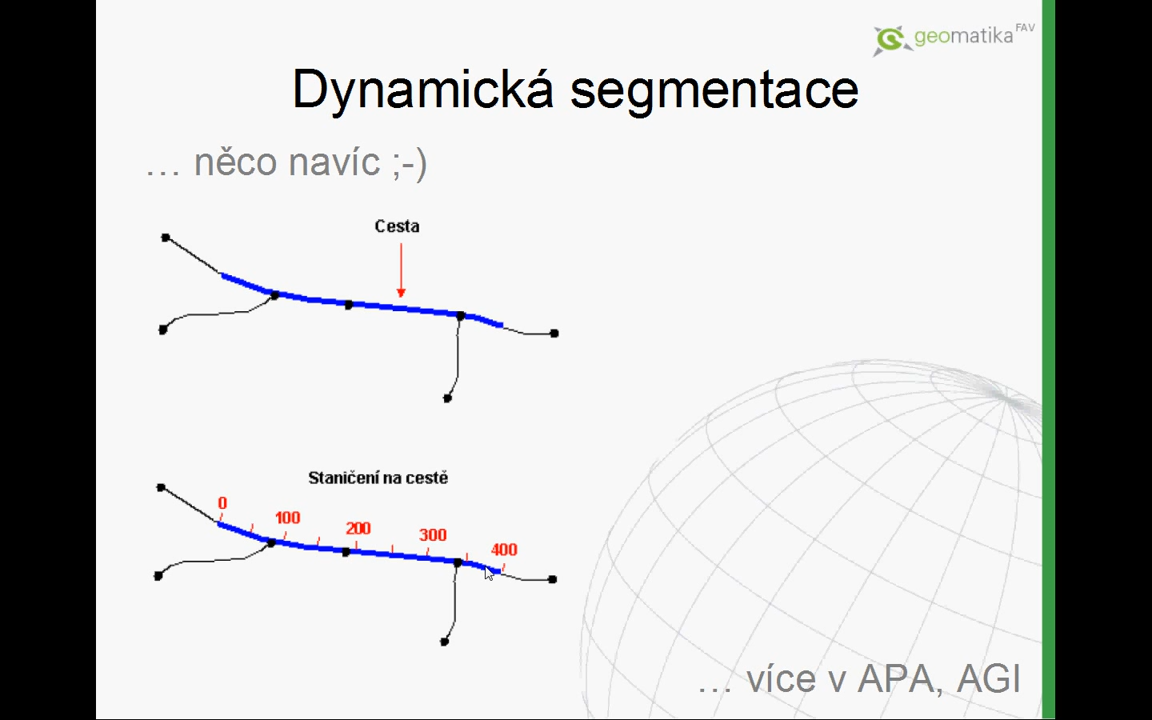 geomatika FAV
Dynamická segmentace
… něco navíc ;-)
Cesta
Staničení na cestě
0
100
200
300
400
… více v APA, AGI